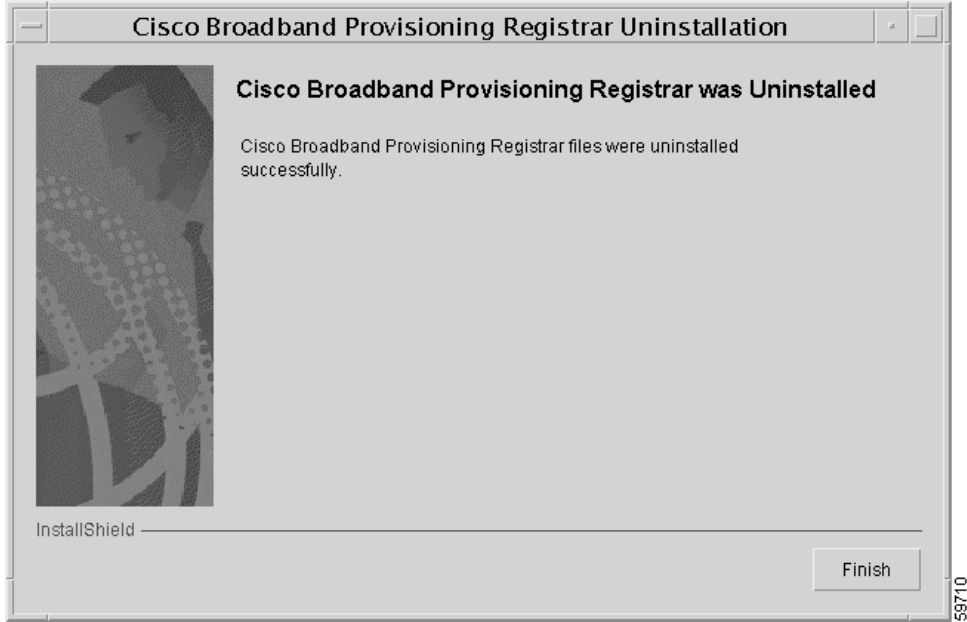 Cisco Broadband Provisioning Registrar Uninstallation
Cisco Broadband Provisioning Registrar was Uninstalled
Cisco Broadband Provisioning Registrar files were uninstalled
successfully.
InstallShield
Finish
59710